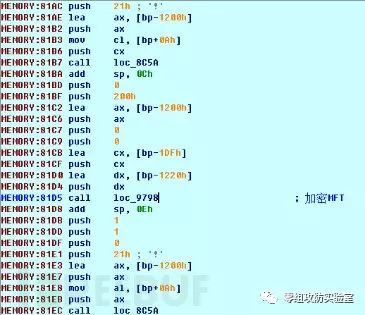 MEMORY:81AC push 21h ; '!'
MEMORY:81AE lea ax, [bp-1200h]
MEMORY:81B2 push ax
MEMORY:81B3 mov cl, [bp+0Ah]
MEMORY:81B6 push cx
MEMORY:81B7 call loc_8C5A
MEMORY:81BA add sp, 0Ch
MEMORY:81BD push 0
MEMORY:81BF push 200h
MEMORY:81C2 lea ax, [bp-1200h]
MEMORY:81C6 push ax
MEMORY:81C7 push 0
MEMORY:81C9 push 0
MEMORY:81CB lea cx, [bp-1DFh]
MEMORY:81CF push cx
MEMORY:81D0 lea dx, [bp-1220h]
MEMORY:81D4 push dx
MEMORY:81D5 call loc_9798 ; 加密MFT
MEMORY:81D8 add sp, 0Eh
MEMORY:81DB push 1
MEMORY:81DD push 1
MEMORY:81DF push 0
MEMORY:81E1 push 21h ; '!'
MEMORY:81E3 lea ax, [bp-1200h]
MEMORY:81E7 push ax
MEMORY:81E8 mov al, [bp+0Ah]
MEMORY:81EB push ax
MEMORY:81EC call loc_8C5A
零组攻防实验室